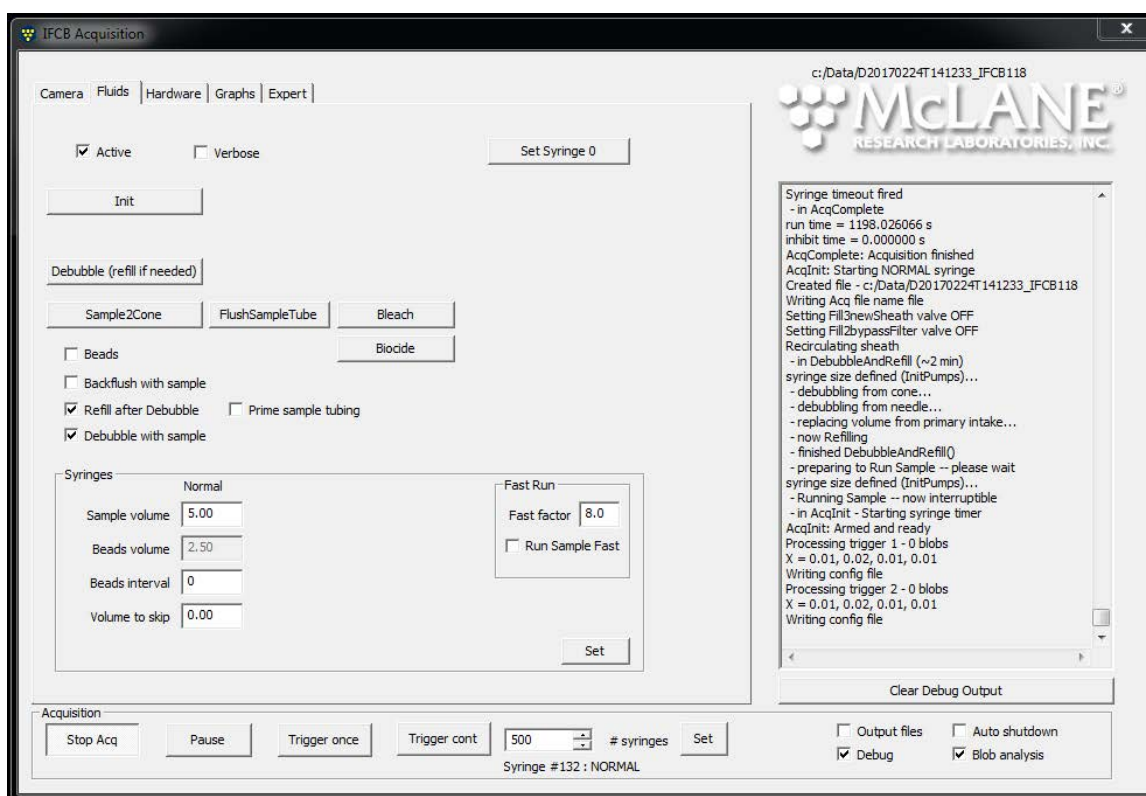 IFCB Acquisition
X
Camera Fluids Hardware Graphs Expert
Active Verbose Set Syringe 0
Init
Debubble (refill if needed)
Sample2Cone FlushSampleTube Bleach
Beads Biocide
Backflush with sample
Refill after Debubble Prime sample tubing
Debubble with sample
Syringes
Normal
Sample volume 5.00
Beads volume 2.50
Beads interval 0
Volume to skip 0.00
Fast Run
Fast factor 8.0
Run Sample Fast
Set
c:/Data/D20170224T141233_IFCB118
McLANE®
RESEARCH LABORATORIES, INC.
Syringe timeout fired
- in AcqComplete
run time = 1198.026066 s
inhibit time = 0.000000 s
AcqComplete: Acquisition finished
AcqInit: Starting NORMAL syringe
Created file - c:/Data/D20170224T141233_IFCB118
Writing Acq file name file
Setting Fill3newSheath valve OFF
Setting Fill2bypassFilter valve OFF
Recirculating sheath
- in DebubbleAndRefill (~2 min)
syringe size defined (InitPumps)...
- debubbling from cone...
- debubbling from needle...
- replacing volume from primary intake...
- now Refilling
- finished DebubbleAndRefill()
- preparing to Run Sample -- please wait
syringe size defined (InitPumps)...
- Running Sample -- now interruptible
- in AcqInit - Starting syringe timer
AcqInit: Armed and ready
Processing trigger 1 - 0 blobs
X = 0.01, 0.02, 0.01, 0.01
Writing config file
Processing trigger 2 - 0 blobs
X = 0.01, 0.02, 0.01, 0.01
Writing config file
Clear Debug Output
Acquisition
Stop Acq Pause Trigger once Trigger cont 500 # syringes Set
Syringe #132 : NORMAL
Output files Auto shutdown
Debug Blob analysis